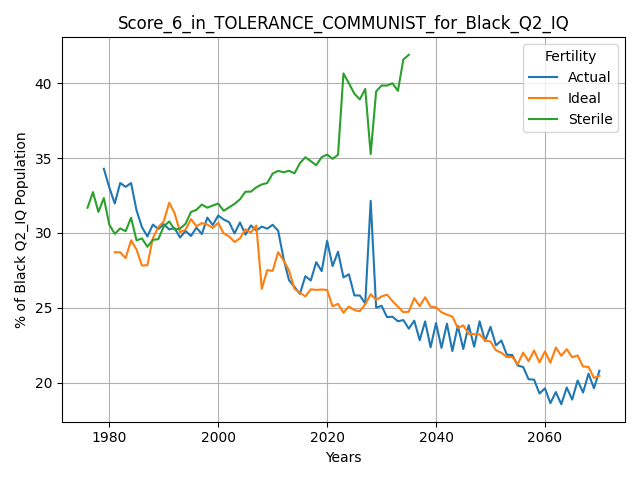 Score_6_in_TOLERANCE_COMMUNIST_for_Black_Q2_IQ
Fertility
Actual
Ideal
Sterile
% of Black Q2_IQ Population
40
35
30
25
20
1980
2000
2020
2040
2060
Years